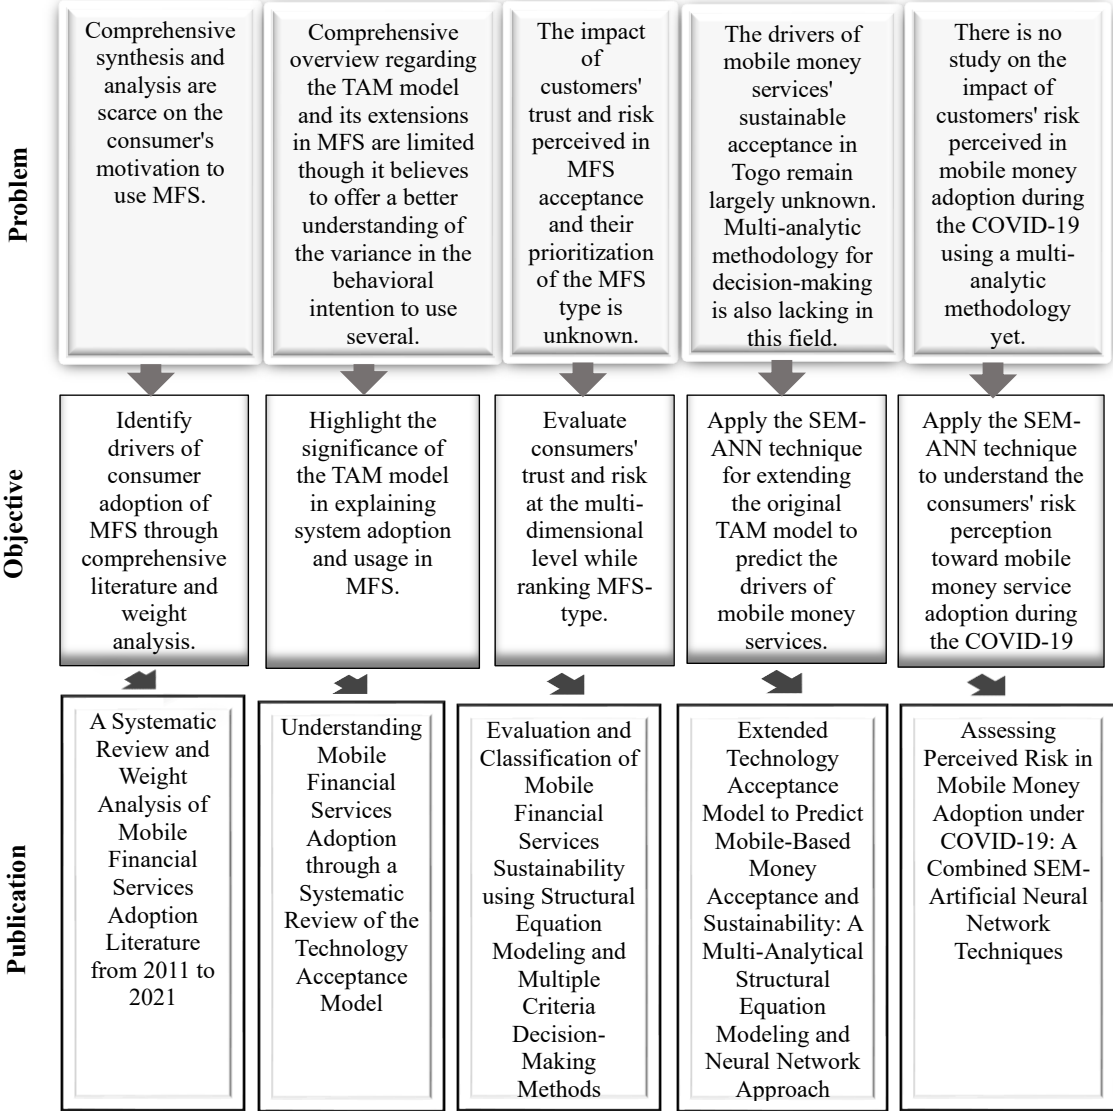 Problem
Comprehensive
synthesis and
analysis are
scarce on the
consumer's
motivation to
use MFS.
Comprehensive
overview regarding
the TAM model
and its extensions
in MFS are limited
though it believes
to offer a better
understanding of
the variance in the
behavioral
intention to use
several.
The impact
of
customers'
trust and risk
perceived in
MFS
acceptance
and their
prioritization
of the MFS
type is
unknown.
The drivers of
mobile money
services'
sustainable
acceptance in
Togo remain
largely unknown.
Multi-analytic
methodology for
decision-making
is also lacking in
this field.
There is no
study on the
impact of
customers' risk
perceived in
mobile money
adoption during
the COVID-19
using a multi-
analytic
methodology
yet.
Objective
Identify
drivers of
consumer
adoption of
MFS through
comprehensive
literature and
weight
analysis.
Highlight the
significance of
the TAM model
in explaining
system adoption
and usage in
MFS.
Evaluate
consumers'
trust and risk
at the multi-
dimensional
level while
ranking MFS-
type.
Apply the SEM-
ANN technique
for extending
the original
TAM model to
predict the
drivers of
mobile money
services.
Apply the SEM-
ANN technique
to understand the
consumers' risk
perception
toward mobile
money service
adoption during
the COVID-19
Publication
A Systematic
Review and
Weight
Analysis of
Mobile
Financial
Services
Adoption
Literature
from 2011 to
2021
Understanding
Mobile
Financial
Services
Adoption
through a
Systematic
Review of the
Technology
Acceptance
Model
Evaluation and
Classification of
Mobile
Financial
Services
Sustainability
using Structural
Equation
Modeling and
Multiple
Criteria
Decision-
Making
Methods
Extended
Technology
Acceptance
Model to Predict
Mobile-Based
Money
Acceptance and
Sustainability: A
Multi-Analytical
Structural
Equation
Modeling and
Neural Network
Approach
Assessing
Perceived Risk in
Mobile Money
Adoption under
COVID-19: A
Combined SEM-
Artificial Neural
Network
Techniques